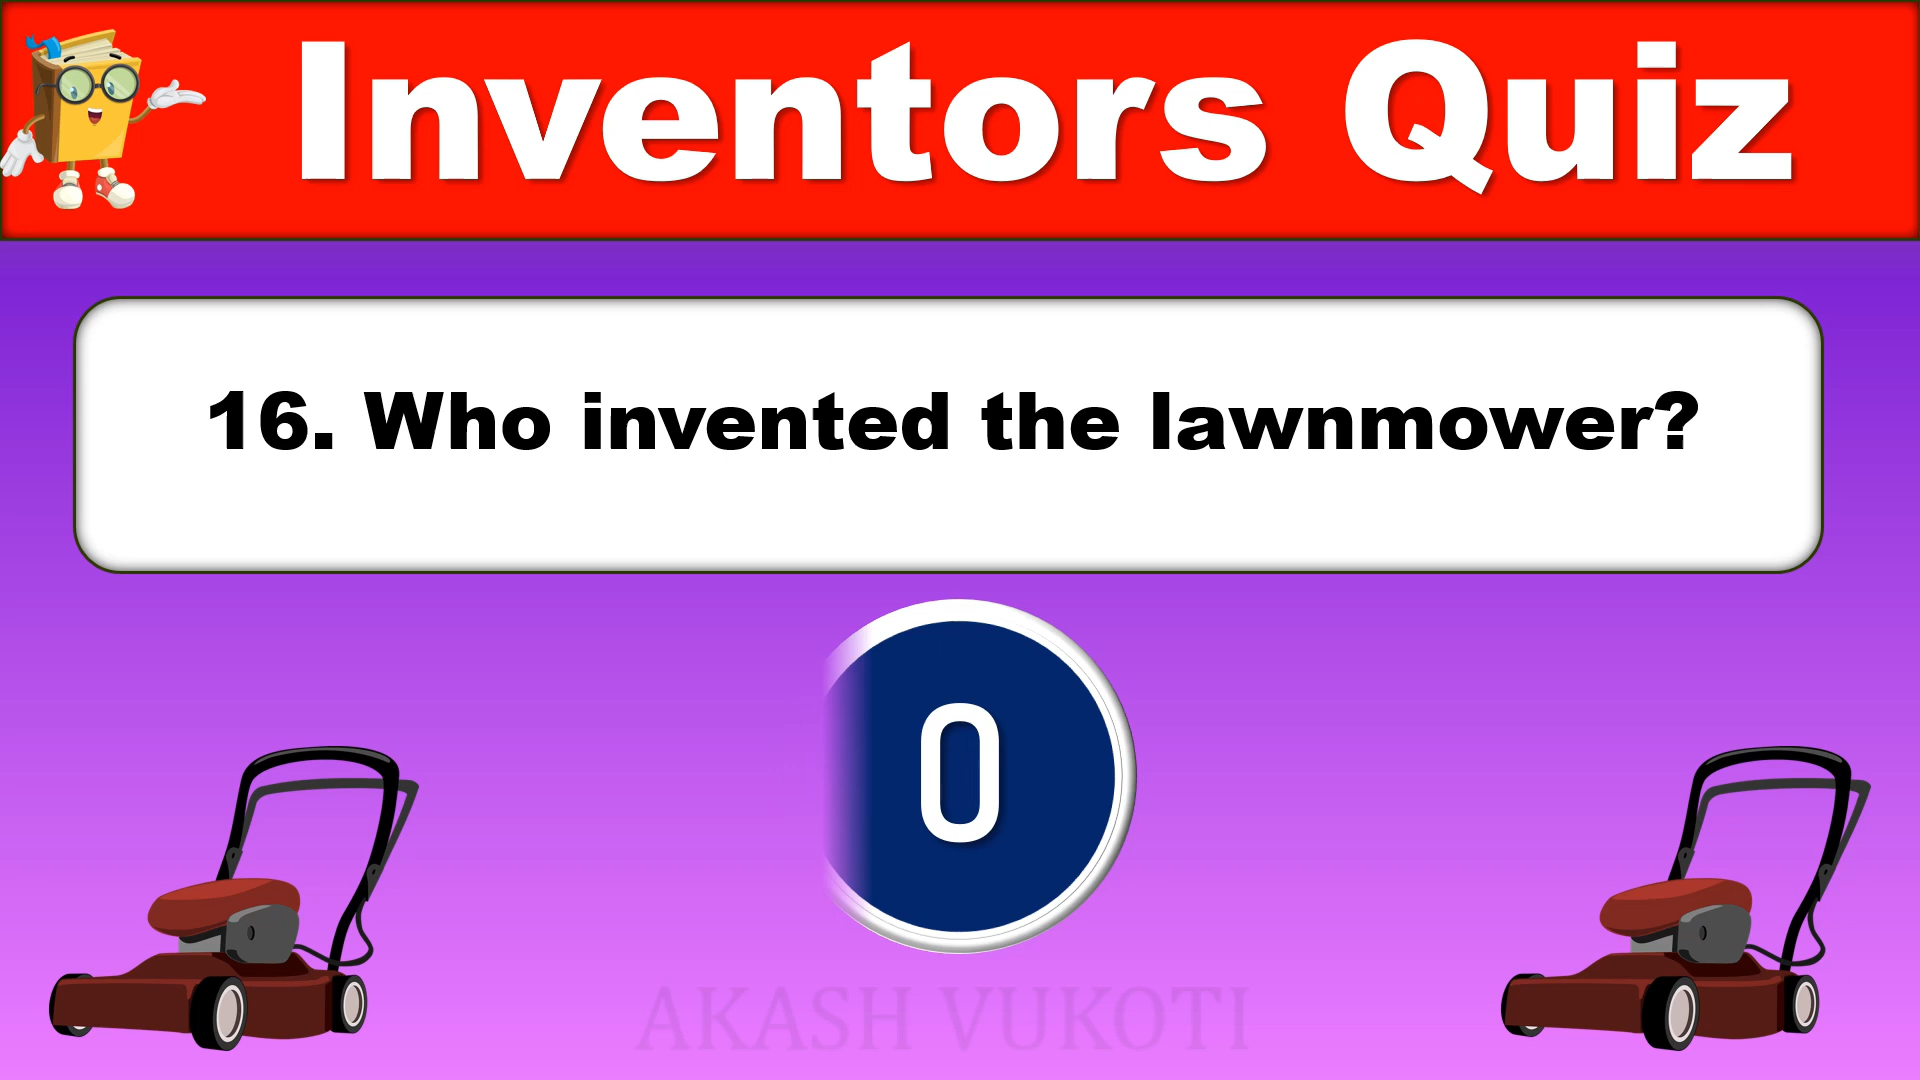 Inventors Quiz
16. Who invented the lawnmower?
0
AKASH VUKOTI